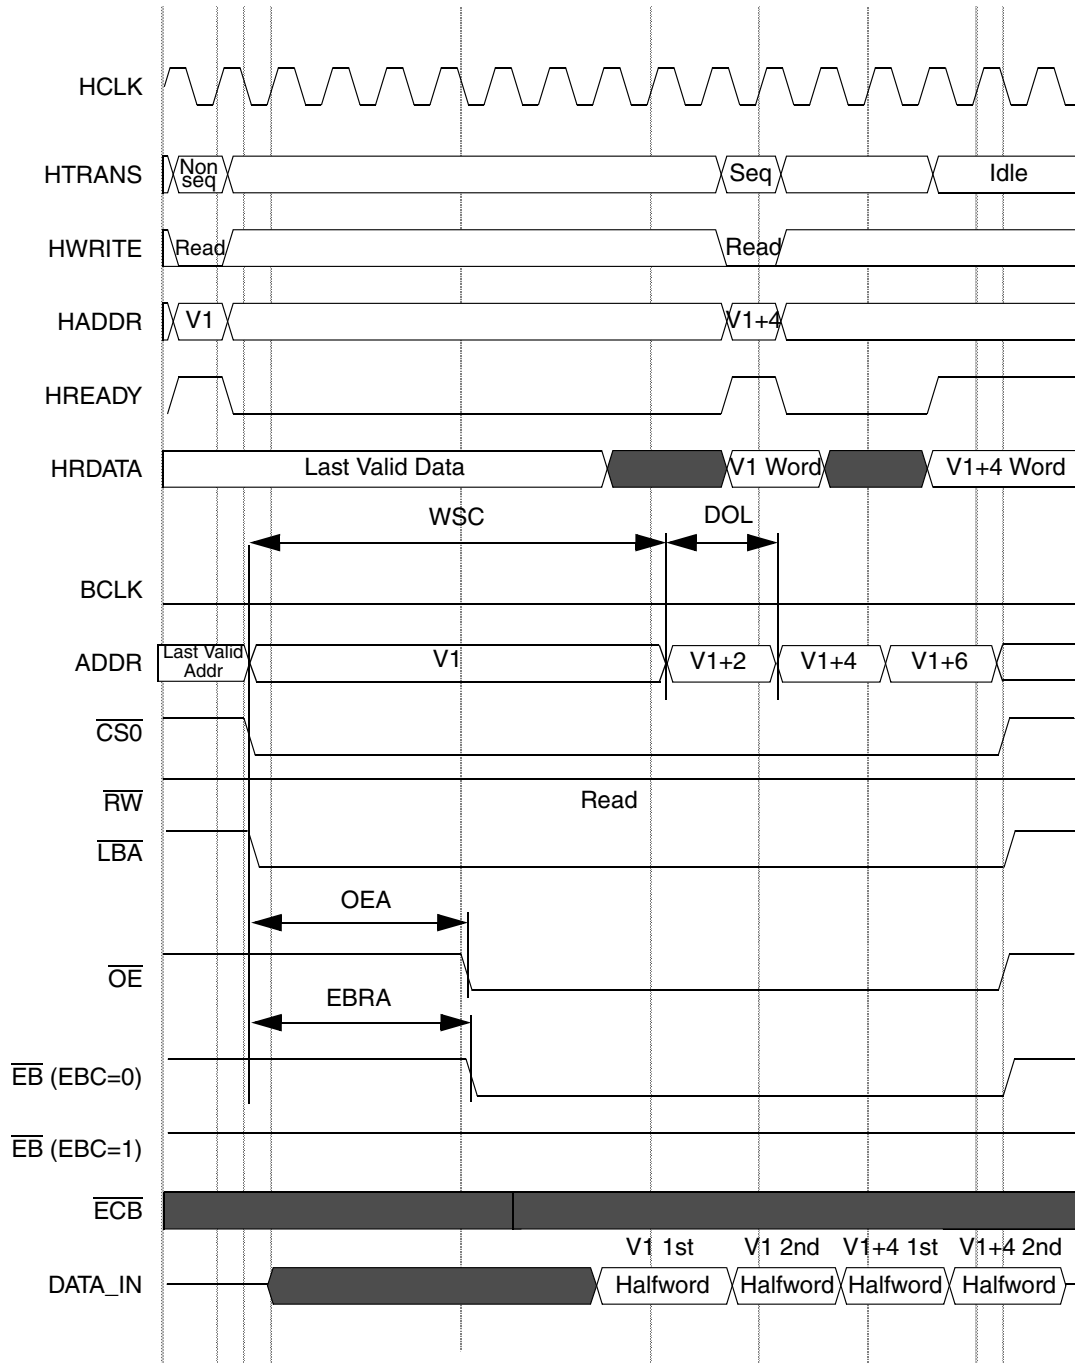 HCLK
HTRANS Non seq Seq Idle
HWRITE Read Read
HADDR V1 V1+4
HREADY
HRDATA Last Valid Data V1 Word V1+4 Word
WSC DOL
BCLK
ADDR Last Valid Addr V1 V1+2 V1+4 V1+6
CS0
RW Read
LBA
OEA
OE
EBRA
EB (EBC=0)
EB (EBC=1)
ECB
V1 1st V1 2nd V1+4 1st V1+4 2nd
DATA_IN Halfword Halfword Halfword Halfword